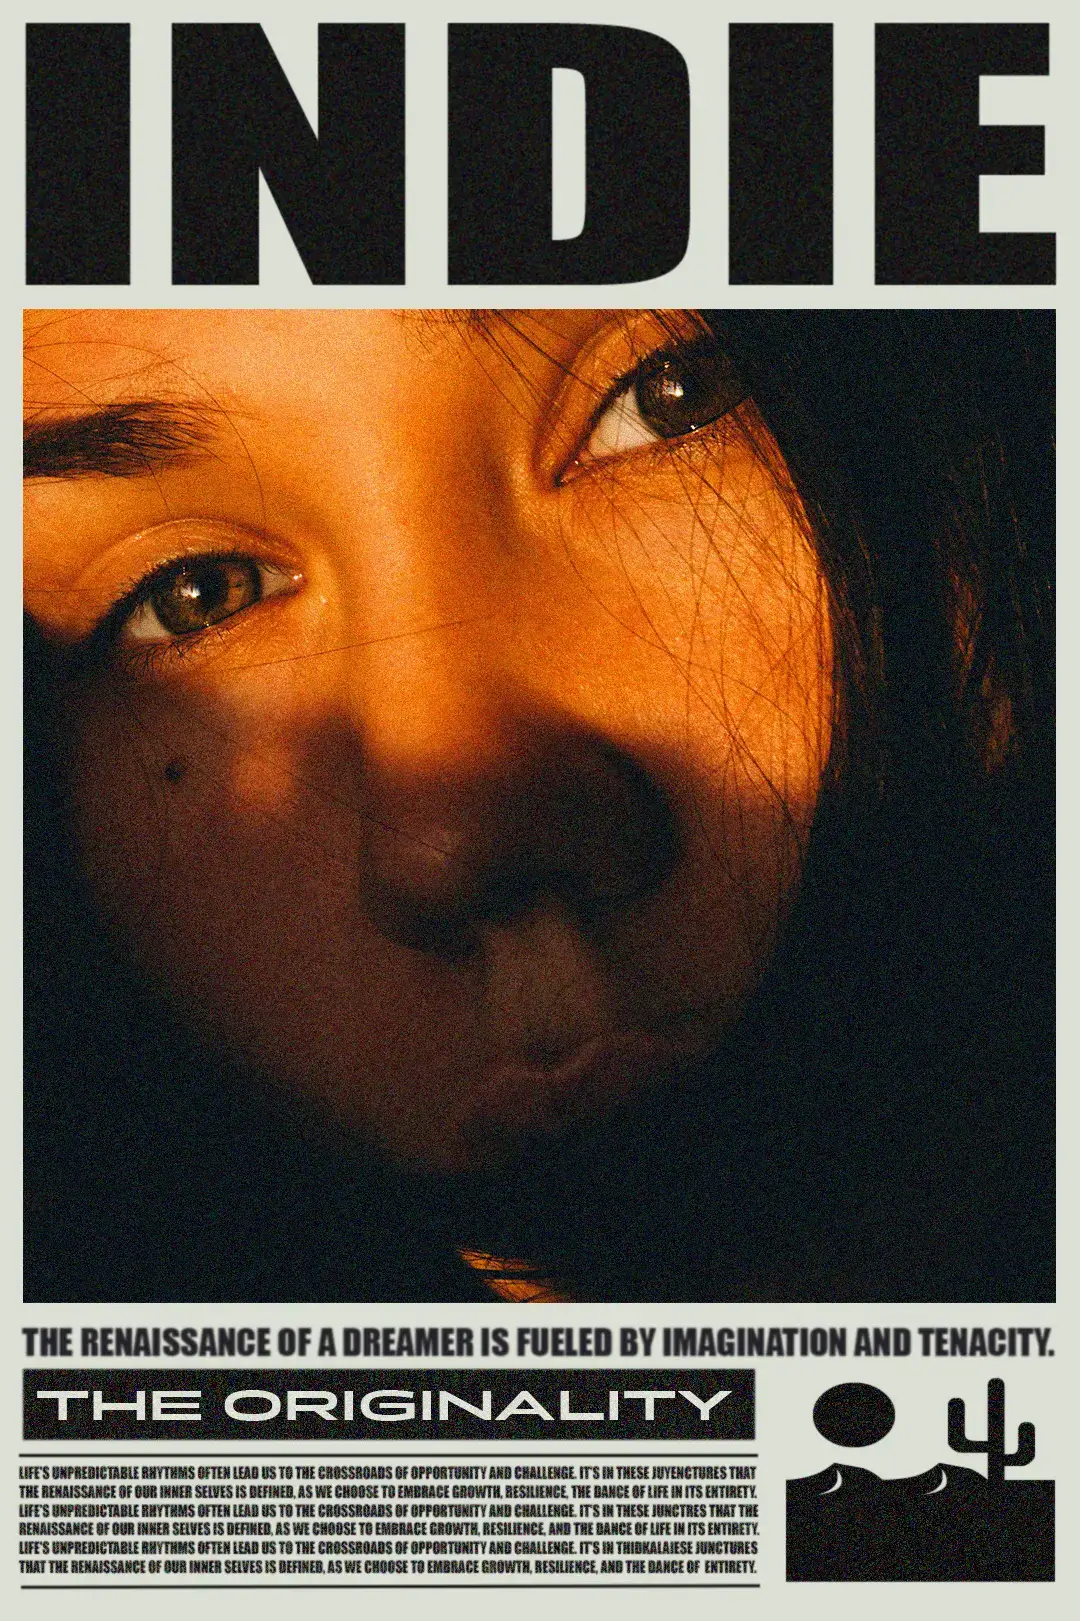 INDIE
THE RENAISSANCE OF A DREAMER IS FUELED BY IMAGINATION AND TENACITY.
THE ORIGINALITY
LIFE'S UNPREDICTABLE RHYTHMS OFTEN LEAD US TO THE CROSSROADS OF OPPORTUNITY AND CHALLENGE. IT'S IN THESE JUYENCTURES THAT
THE RENAISSANCE OF OUR INNER SELVES IS DEFINED, AS WE CHOOSE TO EMBRACE GROWTH, RESILIENCE, THE DANCE OF LIFE IN ITS ENTIRETY.
LIFE'S UNPREDICTABLE RHYTHMS OFTEN LEAD US TO THE CROSSROADS OF OPPORTUNITY AND CHALLENGE. IT'S IN THESE JUNCTRES THAT THE
RENAISSANCE OF OUR INNER SELVES IS DEFINED, AS WE CHOOSE TO EMBRACE GROWTH, RESILIENCE, AND THE DANCE OF LIFE IN ITS ENTIRETY.
LIFE'S UNPREDICTABLE RHYTHMS OFTEN LEAD US TO THE CROSSROADS OF OPPORTUNITY AND CHALLENGE. IT'S IN THIDKALAIESE JUNCTURES
THAT THE RENAISSANCE OF OUR INNER SELVES IS DEFINED, AS WE CHOOSE TO EMBRACE GROWTH, RESILIENCE, AND THE DANCE OF ENTIRETY.